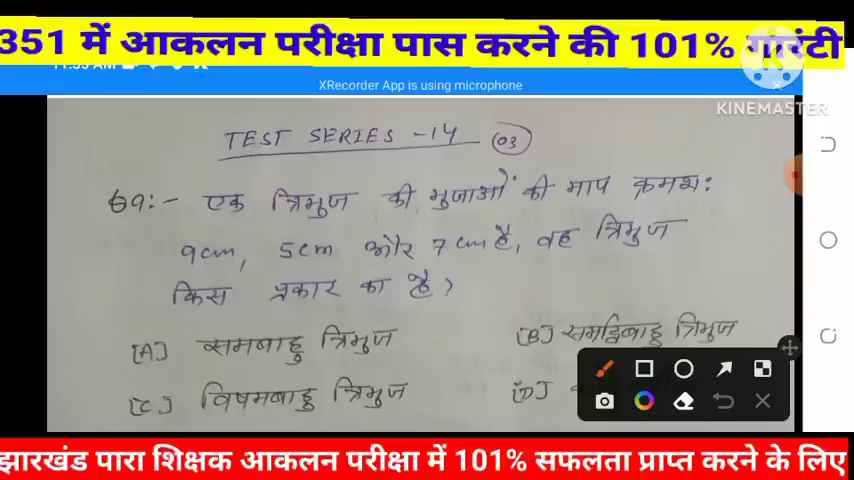 351 में आकलन परीक्षा पास करने की 101% गारंटी
XRecorder App is using microphone
KINEMASTER
TEST SERIES -14 03
Q9:- एक त्रिभुज की भुजाओं की माप क्रमशः
9cm, 5cm और 7cm है, वह त्रिभुज
किस प्रकार का है?
[A] समबाहु त्रिभुज
[B] समद्विबाहु त्रिभुज
[C] विषमबाहु त्रिभुज
[D]
झारखंड पारा शिक्षक आकलन परीक्षा में 101% सफलता प्राप्त करने के लिए